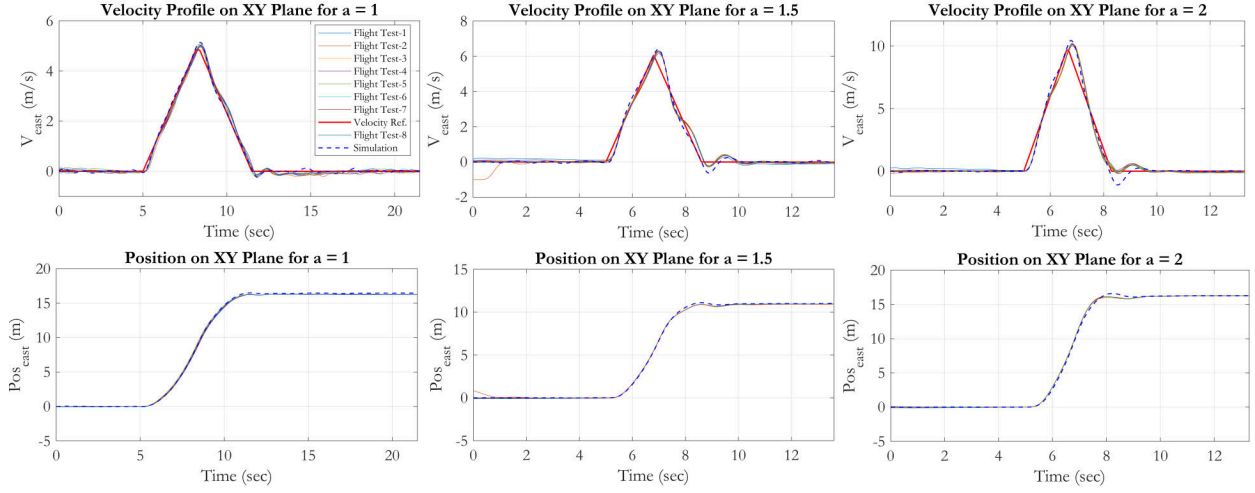 Velocity Profile on XY Plane for a = 1
V_east (m/s)
6
4
2
0
0 5 10 15 20
Time (sec)
Flight Test-1
Flight Test-2
Flight Test-3
Flight Test-4
Flight Test-5
Flight Test-6
Flight Test-7
Velocity Ref.
Flight Test-8
Simulation
Velocity Profile on XY Plane for a = 1.5
V_east (m/s)
8
6
4
2
0
-2
0 2 4 6 8 10 12
Time (sec)
Velocity Profile on XY Plane for a = 2
V_east (m/s)
10
5
0
0 2 4 6 8 10 12
Time (sec)
Position on XY Plane for a = 1
Pos_east (m)
20
15
10
5
0
-5
0 5 10 15 20
Time (sec)
Position on XY Plane for a = 1.5
Pos_east (m)
15
10
5
0
-5
0 2 4 6 8 10 12
Time (sec)
Position on XY Plane for a = 2
Pos_east (m)
20
15
10
5
0
-5
0 2 4 6 8 10 12
Time (sec)